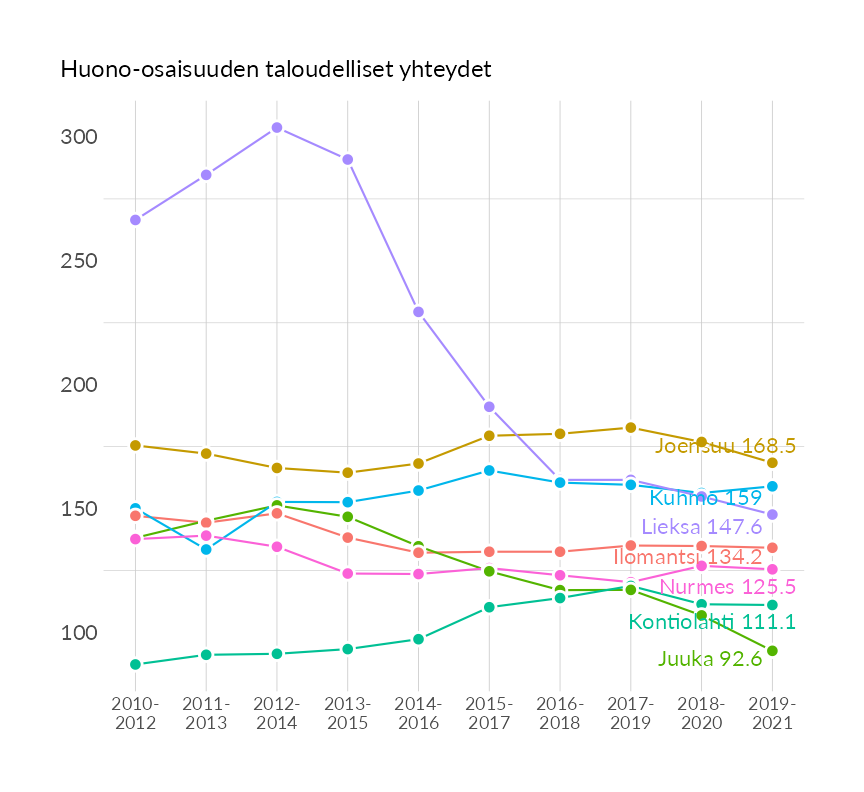 Huono-osaisuuden taloudelliset yhteydet
300
250
200
150
100
Joensuu 168.5
Kuhmo 159
Lieksa 147.6
Ilomantsi 134.2
Nurmes 125.5
Kontiolahti 111.1
Juuka 92.6
2010- 2011- 2012- 2013- 2014- 2015- 2016- 2017- 2018- 2019-
2012 2013 2014 2015 2016 2017 2018 2019 2020 2021